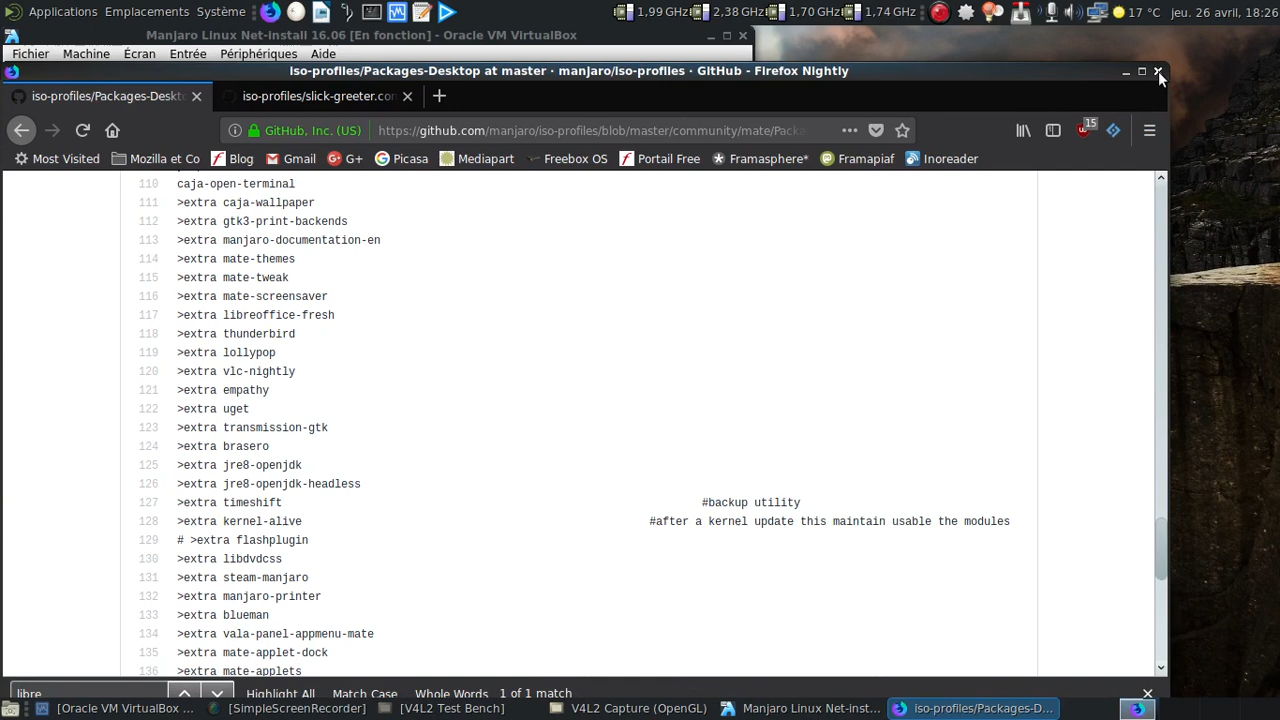 Applications Emplacements Système 1,99 GHz 2,38 GHz 1,70 GHz 1,74 GHz 17 °C jeu. 26 avril, 18:26
Manjaro Linux Net-install 16.06 [En fonction] - Oracle VM VirtualBox
Fichier Machine Écran Entrée Périphériques Aide
iso-profiles/Packages-Desktop at master · manjaro/iso-profiles · GitHub - Firefox Nightly
iso-profiles/Packages-Deskt iso-profiles/slick-greeter.con
GitHub, Inc. (US) https://github.com/manjaro/iso-profiles/blob/master/community/mate/Packa 15
Most Visited Mozilla et Co Blog Gmail G+ Picasa Mediapart Freebox OS Portail Free Framasphere* Framapiaf Inoreader
110 caja-open-terminal
111 >extra caja-wallpaper
112 >extra gtk3-print-backends
113 >extra manjaro-documentation-en
114 >extra mate-themes
115 >extra mate-tweak
116 >extra mate-screensaver
117 >extra libreoffice-fresh
118 >extra thunderbird
119 >extra lollypop
120 >extra vlc-nightly
121 >extra empathy
122 >extra uget
123 >extra transmission-gtk
124 >extra brasero
125 >extra jre8-openjdk
126 >extra jre8-openjdk-headless
127 >extra timeshift #backup utility
128 >extra kernel-alive #after a kernel update this maintain usable the modules
129 # >extra flashplugin
130 >extra libdvdcss
131 >extra steam-manjaro
132 >extra manjaro-printer
133 >extra blueman
134 >extra vala-panel-appmenu-mate
135 >extra mate-applet-dock
136 >extra mate-applets
libre Highlight All Match Case Whole Words 1 of 1 match
[Oracle VM VirtualBox ... [SimpleScreenRecorder] [V4L2 Test Bench] V4L2 Capture (OpenGL) Manjaro Linux Net-inst... iso-profiles/Packages-D...